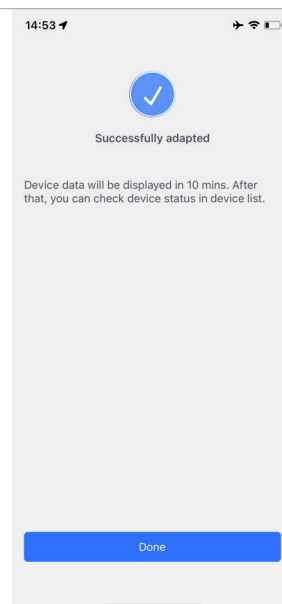 14:53
Successfully adapted
Device data will be displayed in 10 mins. After
that, you can check device status in device list.
Done